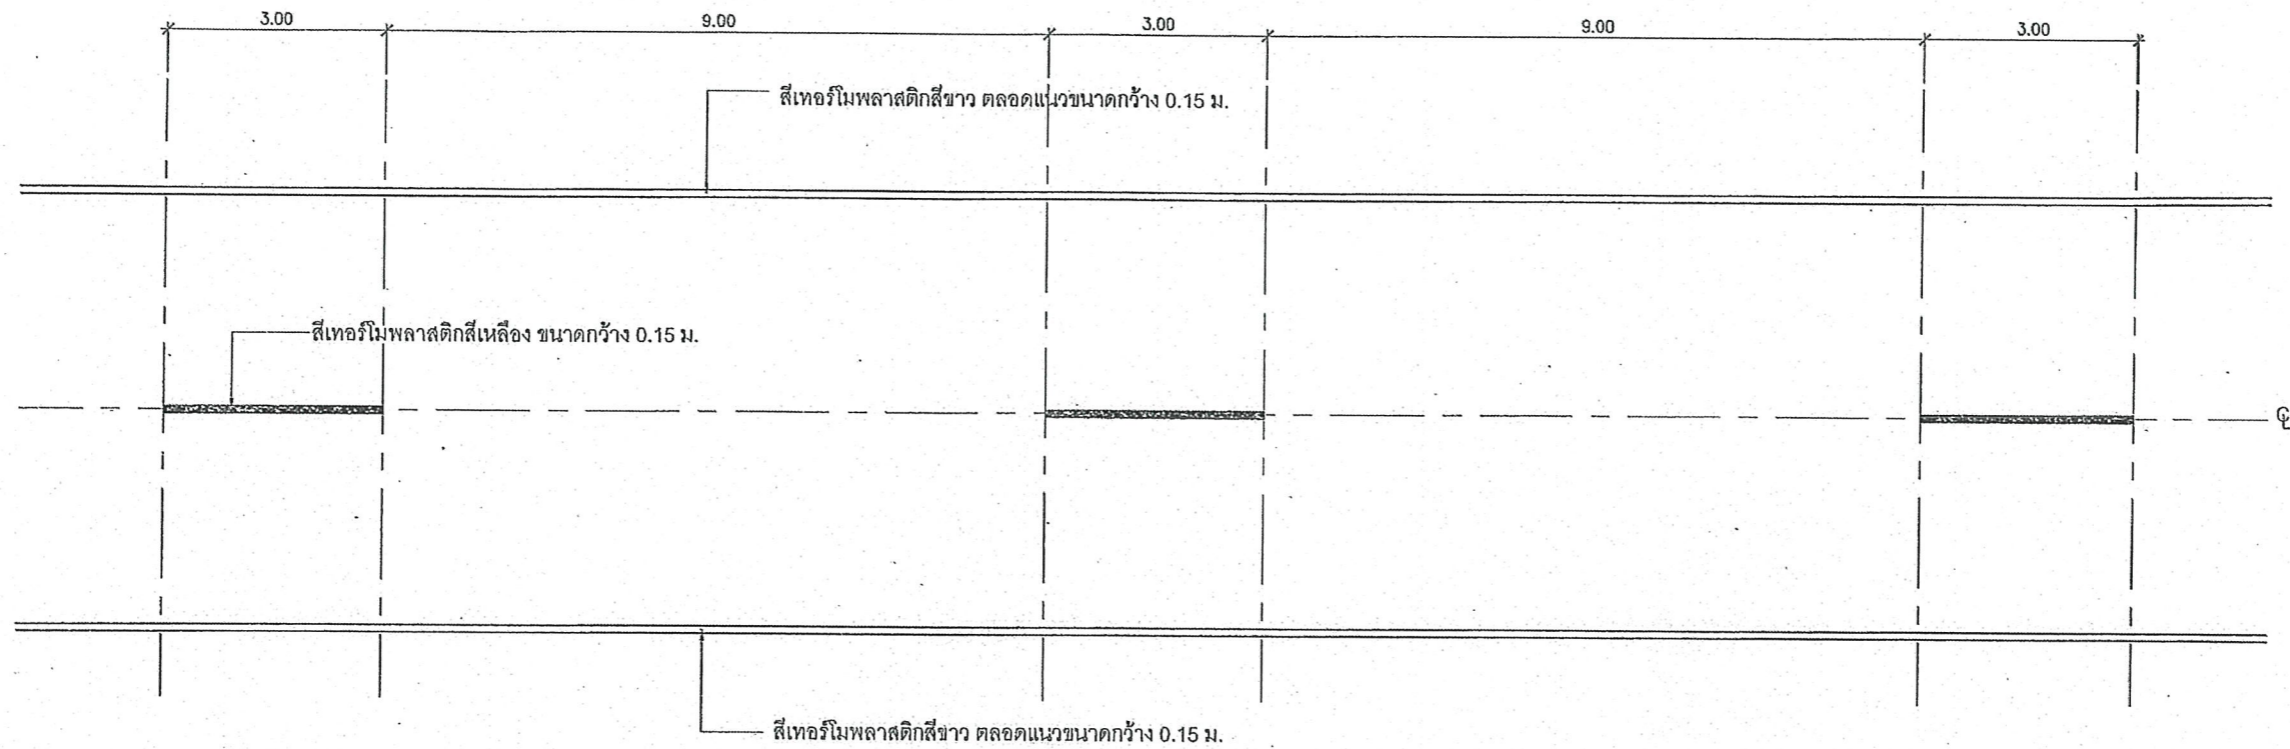 3.00 9.00 3.00 9.00 3.00
สีเทอร์โมพลาสติกสีขาว ตลอดแนวขนาดกว้าง 0.15 ม.
สีเทอร์โมพลาสติกสีเหลือง ขนาดกว้าง 0.15 ม.
℄
สีเทอร์โมพลาสติกสีขาว ตลอดแนวขนาดกว้าง 0.15 ม.